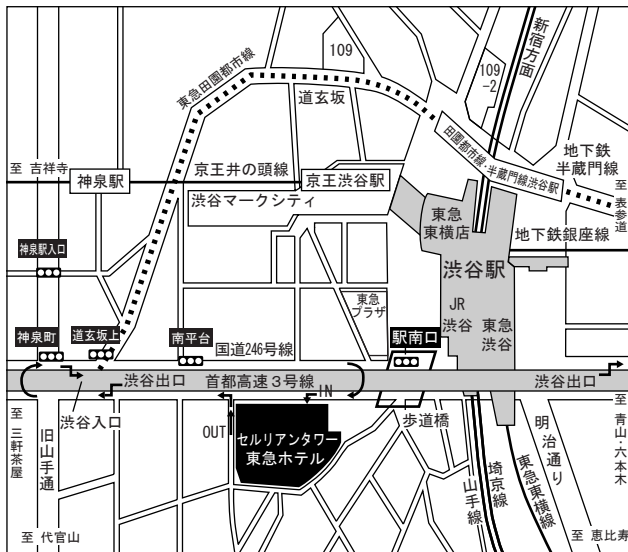 109
109
-2
新宿方面
東急田園都市線
道玄坂
田園都市線・半蔵門線渋谷駅
地下鉄
半蔵門線
至 吉祥寺
神泉駅
京王井の頭線
京王渋谷駅
至 表参道
渋谷マークシティ
東急
東横店
地下鉄銀座線
神泉駅入口
渋谷駅
東急
プラザ
JR
渋谷
東急
渋谷
神泉町
道玄坂上
南平台
国道246号線
駅南口
渋谷出口
首都高速3号線
渋谷出口
IN
渋谷入口
OUT
歩道橋
セルリアンタワー
東急ホテル
至 三軒茶屋
旧山手通
山手線
埼京線
東急東横線
明治通り
至 青山・六本木
至 代官山
至 恵比寿